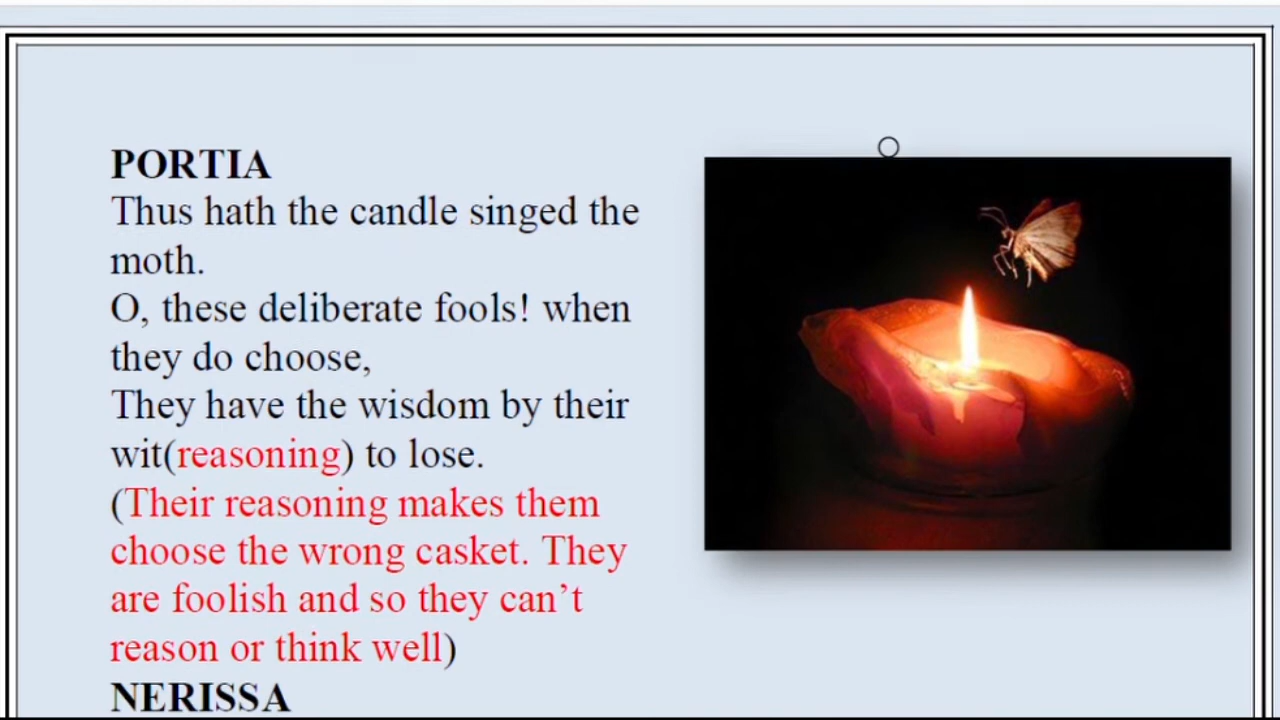 PORTIA
Thus hath the candle singed the
moth.
O, these deliberate fools! when
they do choose,
They have the wisdom by their
wit(reasoning) to lose.
(Their reasoning makes them
choose the wrong casket. They
are foolish and so they can’t
reason or think well)
NERISSA